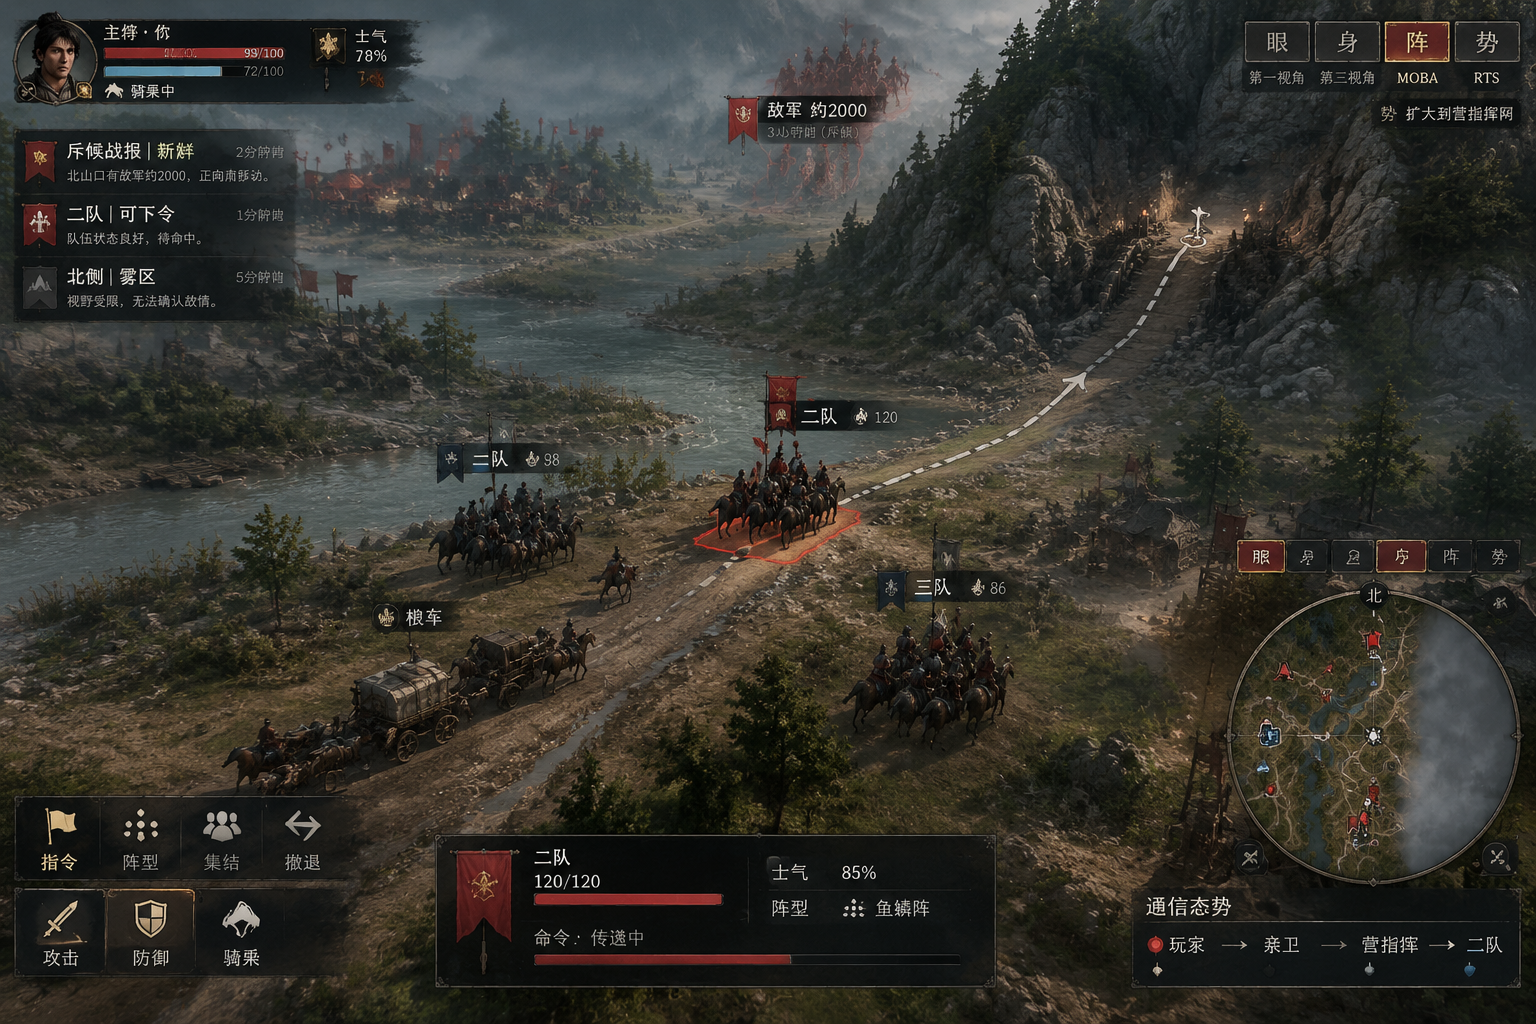 主将·你
99/100
72/100
骑乘中
士气
78%
斥候战报 | 新鲜
北山口有敌军约2000，正向南移动。
二队 | 可下令
队伍状态良好，待命中。
北侧 | 雾区
视野受限，无法确认敌情。
敌军 约2000
眼
身
阵
势
第一视角
第三视角
MOBA
RTS
势 扩大到营指挥网
二队 120
二队 98
三队 86
粮车
阵
势
北
指令
阵型
集结
撤退
攻击
防御
骑乘
二队
120/120
命令：传递中
士气 85%
阵型 鱼鳞阵
通信态势
玩家 → 亲卫 → 营指挥 → 二队